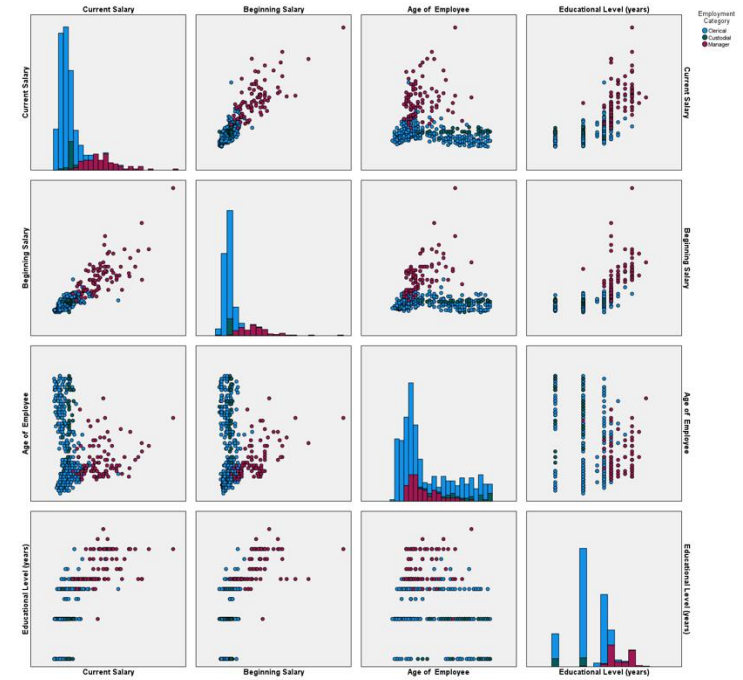 Current Salary
Beginning Salary
Age of Employee
Educational Level (years)
Employment
Category
Clerical
Custodial
Manager
Current Salary
Current Salary
Beginning Salary
Beginning Salary
Age of Employee
Age of Employee
Educational Level (years)
Educational Level (years)
Current Salary
Beginning Salary
Age of Employee
Educational Level (years)